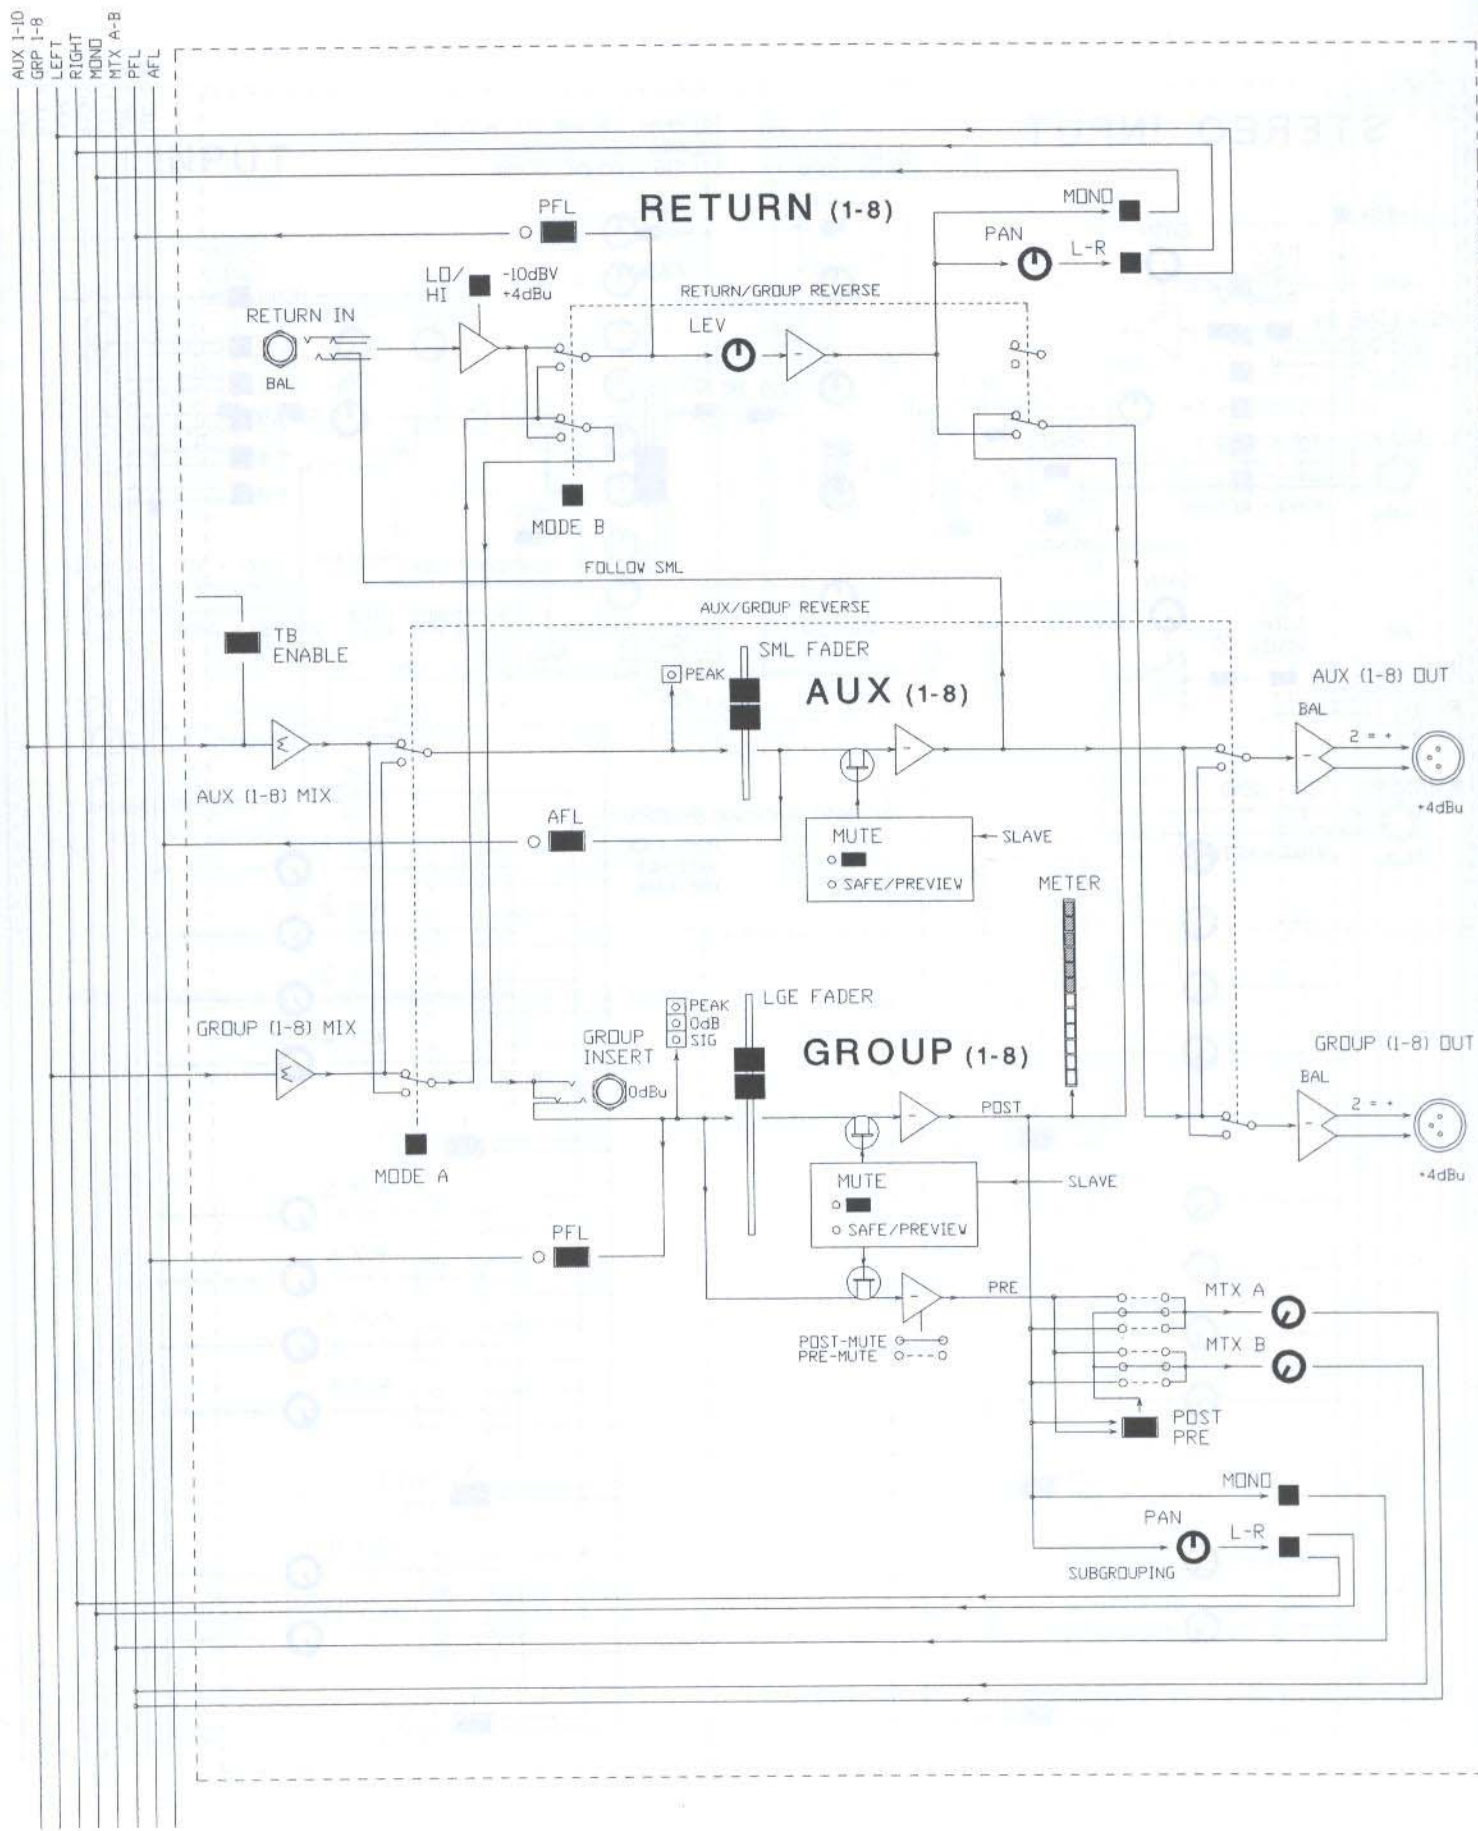 AUX 1-10
GRP 1-8
LEFT
RIGHT
MONO
MTX A-B
PFL
AFL
STEREO INPUT
PFL
RETURN (1-8)
MONO
PAN
L-R
LO/
HI
-10dBV
+4dBu
RETURN/GROUP REVERSE
RETURN IN
LEV
BAL
MODE B
FOLLOW SML
AUX/GROUP REVERSE
TB
ENABLE
SML FADER
PEAK
AUX (1-8)
AUX (1-8) OUT
BAL
2 = +
Σ
AUX (1-8) MIX
+4dBu
AFL
MUTE
SLAVE
SAFE/PREVIEW
METER
PEAK
0dB
SIG
LGE FADER
GROUP (1-8) MIX
GROUP
INSERT
0dBu
GROUP (1-8)
GROUP (1-8) OUT
BAL
Σ
POST
2 = +
MODE A
MUTE
SLAVE
+4dBu
SAFE/PREVIEW
PFL
PRE
MTX A
POST-MUTE
PRE-MUTE
MTX B
POST
PRE
MONO
PAN
L-R
SUBGROUPING